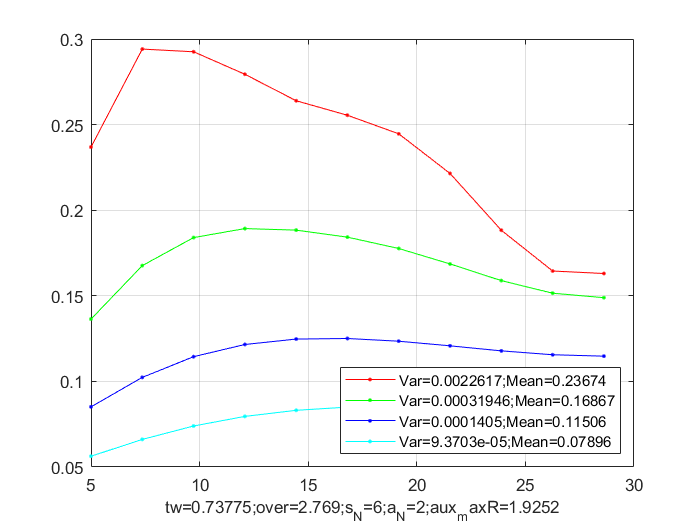 0.3
0.25
0.2
0.15
0.1
0.05
5
10
15
20
25
30
Var=0.0022617;Mean=0.23674
Var=0.00031946;Mean=0.16867
Var=0.0001405;Mean=0.11506
Var=9.3703e-05;Mean=0.07896
tw=0.73775;over=2.769;s_N=6;a_N=2;aux_maxR=1.9252